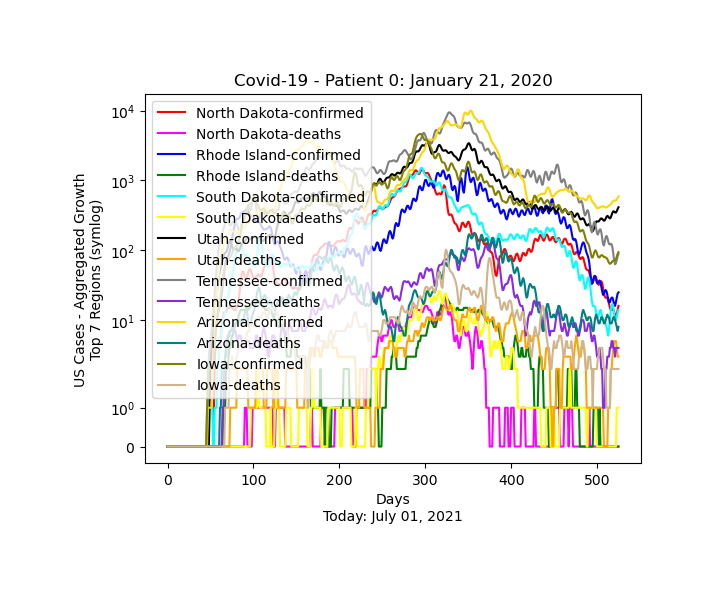 Covid-19 - Patient 0: January 21, 2020
US Cases - Aggregated Growth
Top 7 Regions (symlog)
10^4
10^3
10^2
10^1
10^0
0
North Dakota-confirmed
North Dakota-deaths
Rhode Island-confirmed
Rhode Island-deaths
South Dakota-confirmed
South Dakota-deaths
Utah-confirmed
Utah-deaths
Tennessee-confirmed
Tennessee-deaths
Arizona-confirmed
Arizona-deaths
Iowa-confirmed
Iowa-deaths
0 100 200 300 400 500
Days
Today: July 01, 2021